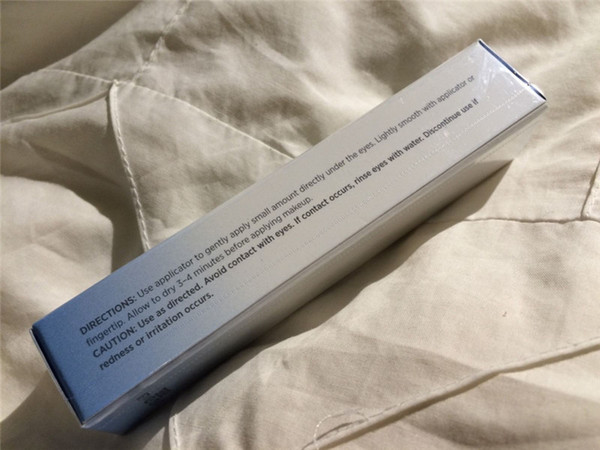 DIRECTIONS: Use applicator to gently apply small amount directly under the eyes. Lightly smooth with applicator or
fingertip. Allow to dry 3-4 minutes before applying makeup.
CAUTION: Use as directed. Avoid contact with eyes. If contact occurs, rinse eyes with water. Discontinue use if
redness or irritation occurs.